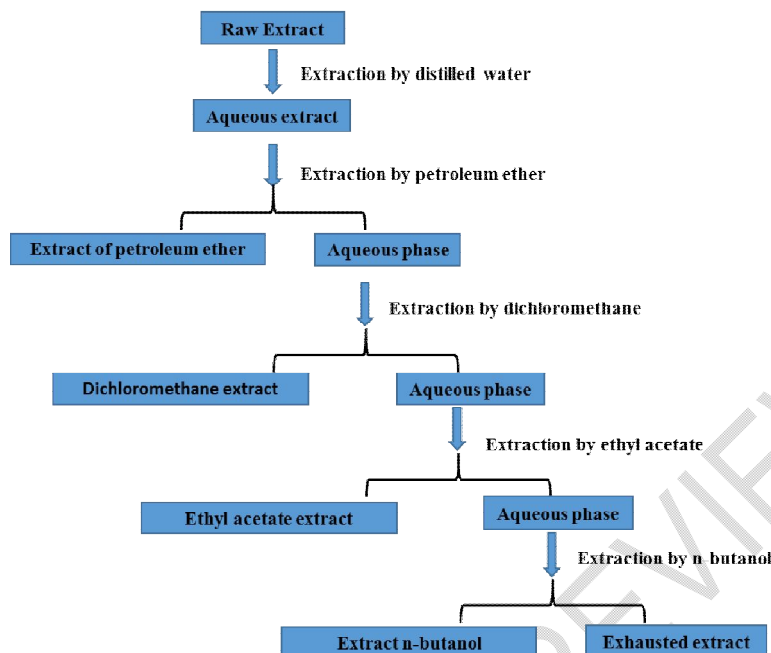 Raw Extract
Extraction by distilled water
Aqueous extract
Extraction by petroleum ether
Extract of petroleum ether
Aqueous phase
Extraction by dichloromethane
Dichloromethane extract
Aqueous phase
Extraction by ethyl acetate
Ethyl acetate extract
Aqueous phase
Extraction by n butanol
Extract n-butanol
Exhausted extract